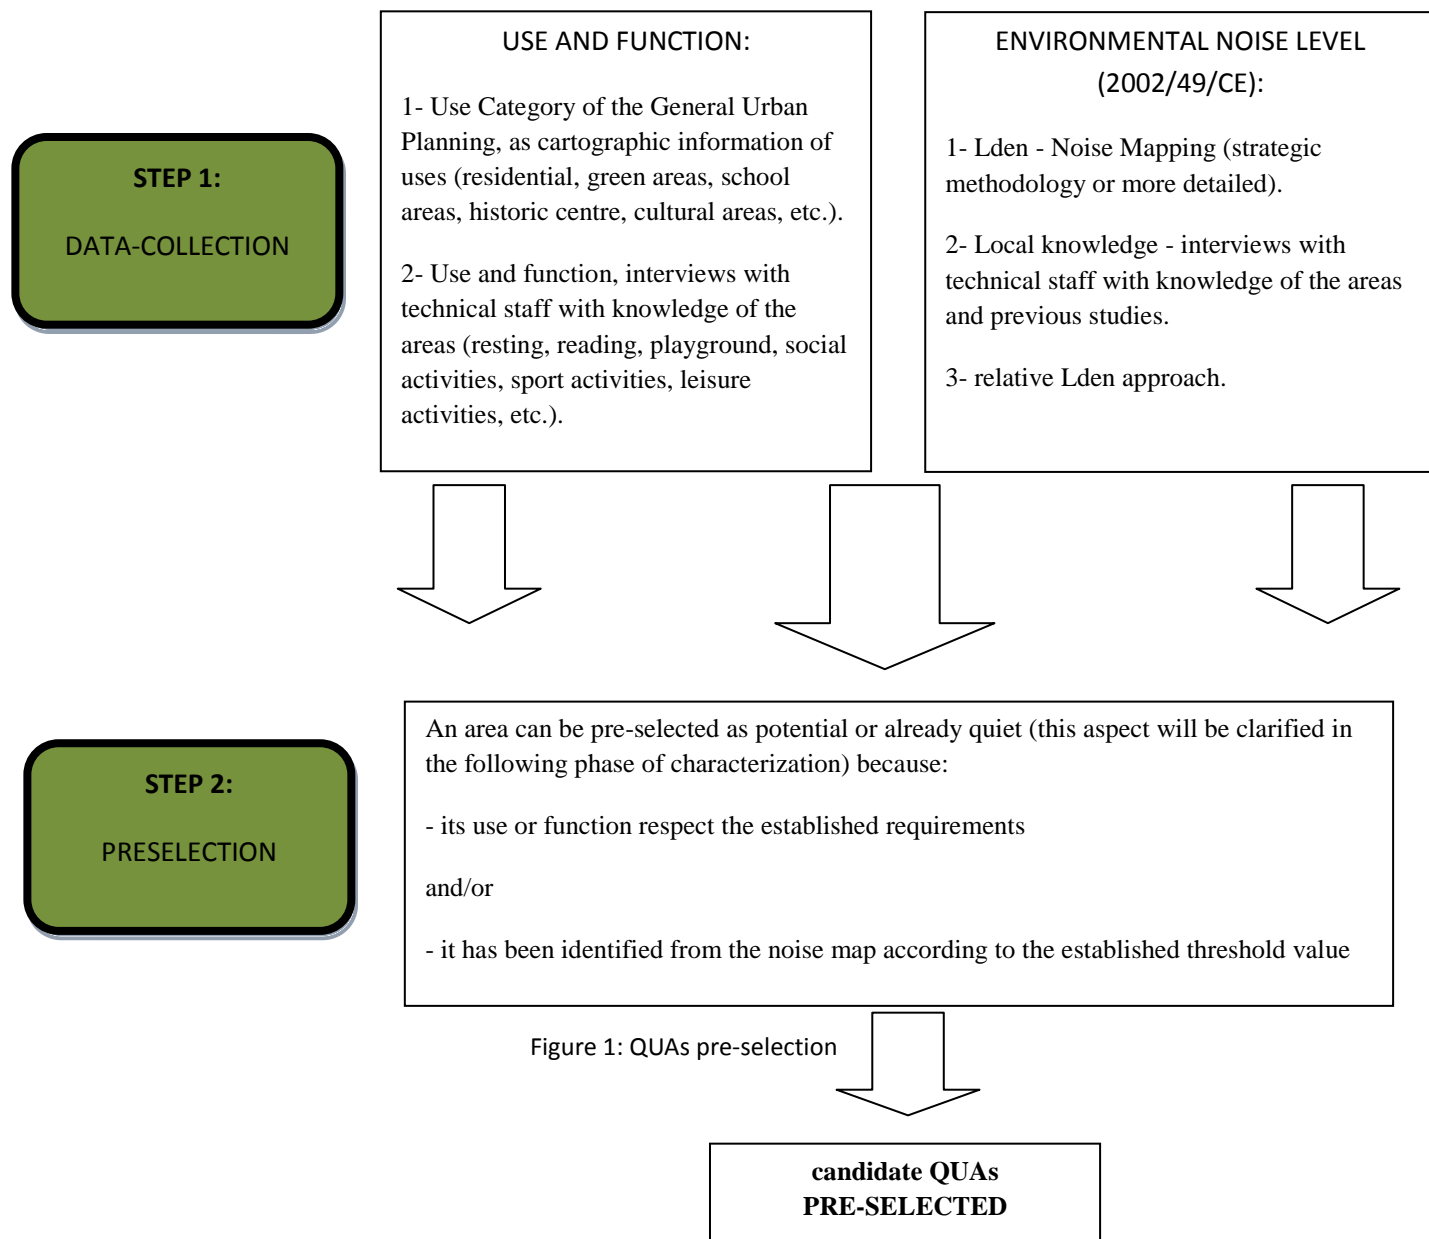 STEP 1:
DATA-COLLECTION
USE AND FUNCTION:
1- Use Category of the General Urban
Planning, as cartographic information of
uses (residential, green areas, school
areas, historic centre, cultural areas, etc.).
2- Use and function, interviews with
technical staff with knowledge of the
areas (resting, reading, playground, social
activities, sport activities, leisure
activities, etc.).
ENVIRONMENTAL NOISE LEVEL
(2002/49/CE):
1- Lden - Noise Mapping (strategic
methodology or more detailed).
2- Local knowledge - interviews with
technical staff with knowledge of the areas
and previous studies.
3- relative Lden approach.
STEP 2:
PRESELECTION
An area can be pre-selected as potential or already quiet (this aspect will be clarified in
the following phase of characterization) because:
- its use or function respect the established requirements
and/or
- it has been identified from the noise map according to the established threshold value
Figure 1: QUAs pre-selection
candidate QUAs
PRE-SELECTED